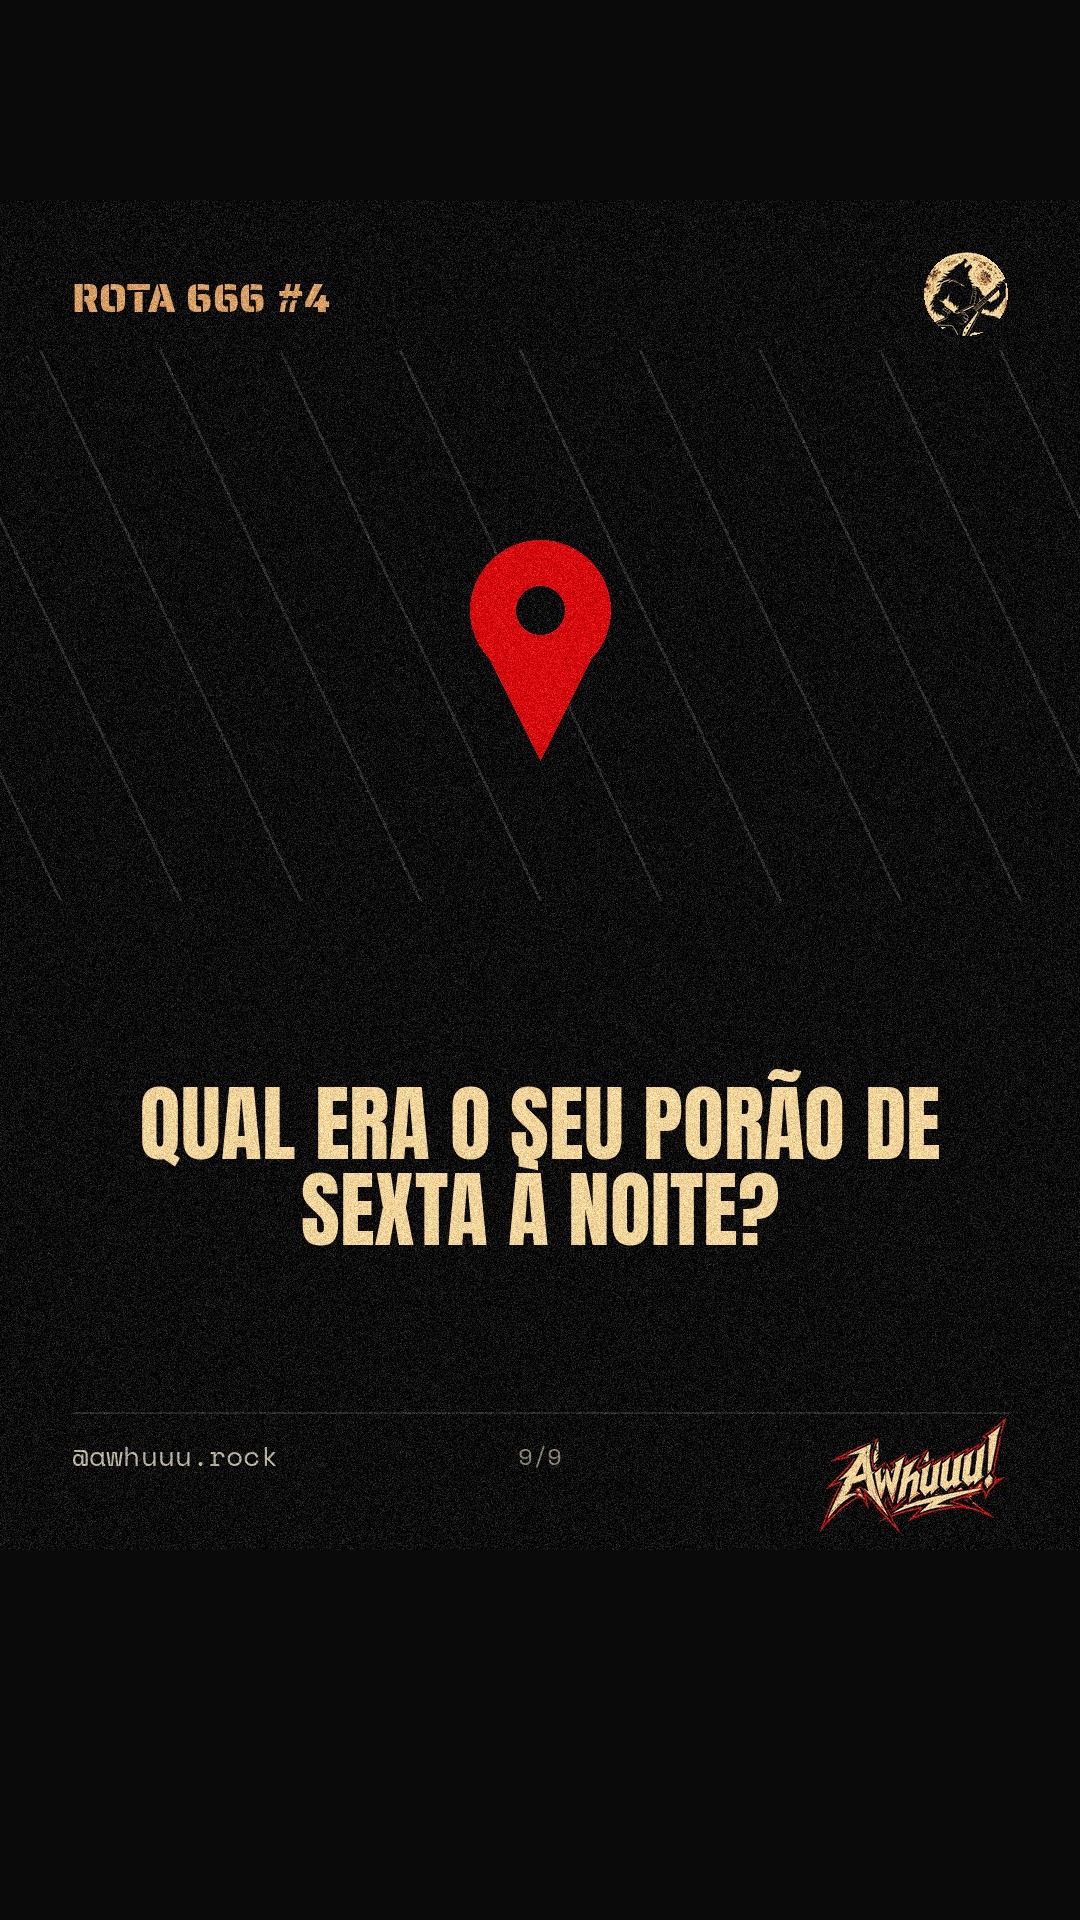 ROTA 666 #4
QUAL ERA O SEU PORÃO DE
SEXTA À NOITE?
@awhuuu.rock
9/9
Awhuuu!